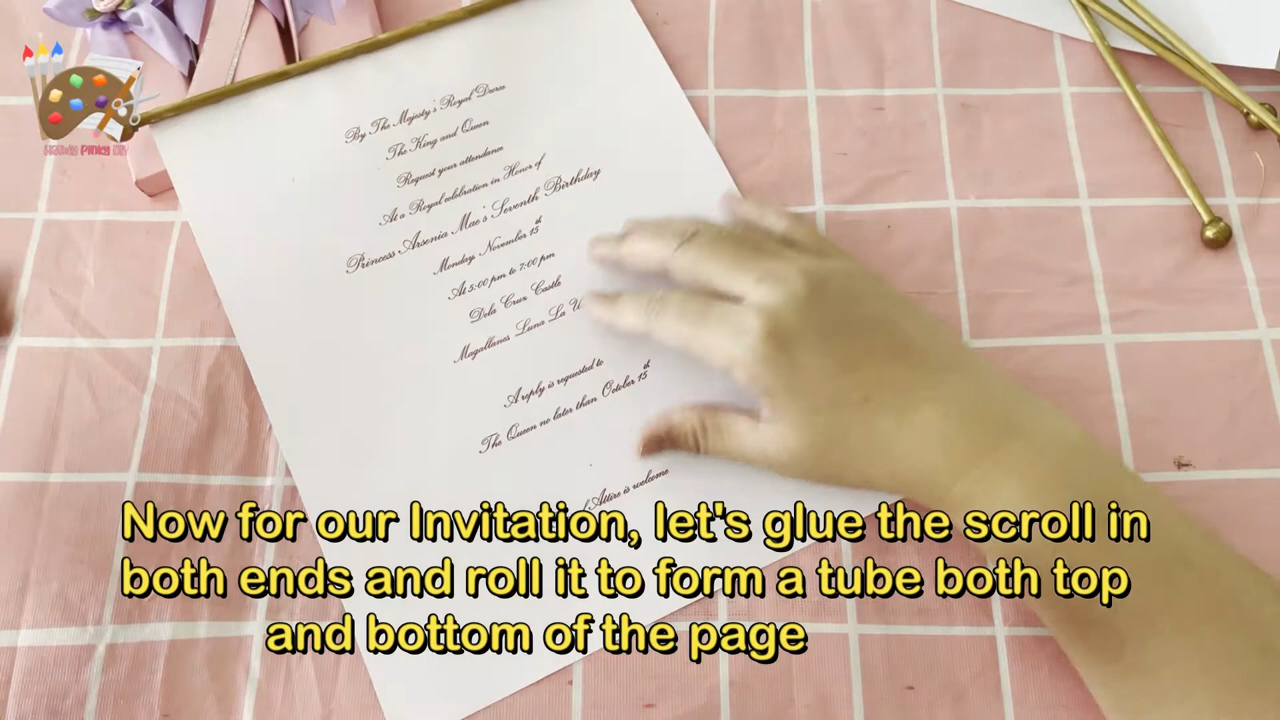 By The Majesty's Royal Decree
The King and Queen
Request your attendance
At a Royal celebration in Honor of
Princess Arsenia Mae's Seventh Birthday
Monday, November 15th
At 5:00 pm to 7:00 pm
Dela Cruz Castle
Magallanes Luna La U
A reply is requested to
The Queen no later than October 15th
Attire is welcome
Now for our Invitation, let's glue the scroll in
both ends and roll it to form a tube both top
and bottom of the page